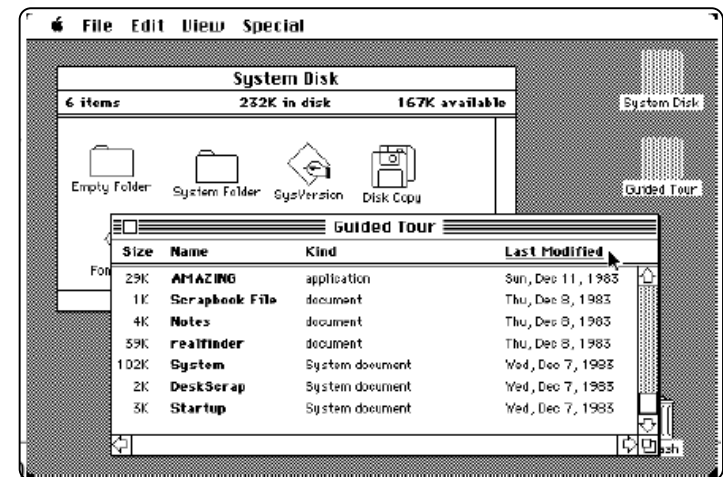 File Edit View Special
System Disk
6 items 232K in disk 167K available
Empty Folder System Folder SysVersion Disk Copy
Fon
System Disk
Guided Tour
Guided Tour
Size Name Kind Last Modified
29K AMAZING application Sun, Dec 11, 1983
1K Scrapbook File document Thu, Dec 8, 1983
4K Notes document Thu, Dec 8, 1983
39K realfinder document Thu, Dec 8, 1983
102K System System document Wed, Dec 7, 1983
2K DeskScrap System document Wed, Dec 7, 1983
3K Startup System document Wed, Dec 7, 1983
ash